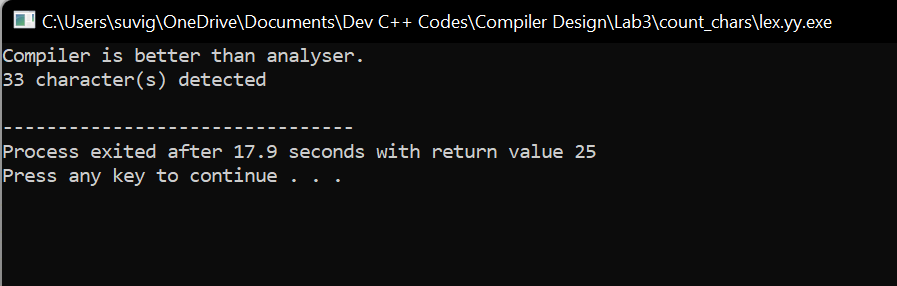 C:\Users\suvig\OneDrive\Documents\Dev C++ Codes\Compiler Design\Lab3\count_chars\lex.yy.exe
Compiler is better than analyser.
33 character(s) detected
--------------------------------
Process exited after 17.9 seconds with return value 25
Press any key to continue . . .